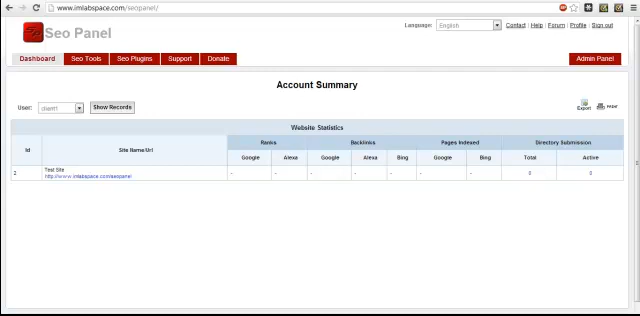 www.imlabspace.com/seopanel/
Language: English Contact | Help | Forum | Profile | Sign out
Seo Panel
Dashboard Seo Tools Seo Plugins Support Donate Admin Panel
Account Summary
User: client1 Show Records Export PRINT
Website Statistics
Id Site Name/Url Ranks Backlinks Pages Indexed Directory Submission
Google Alexa Google Alexa Bing Google Bing Total Active
2 Test Site - - - - - - - 0 0
http://www.imlabspace.com/seopanel